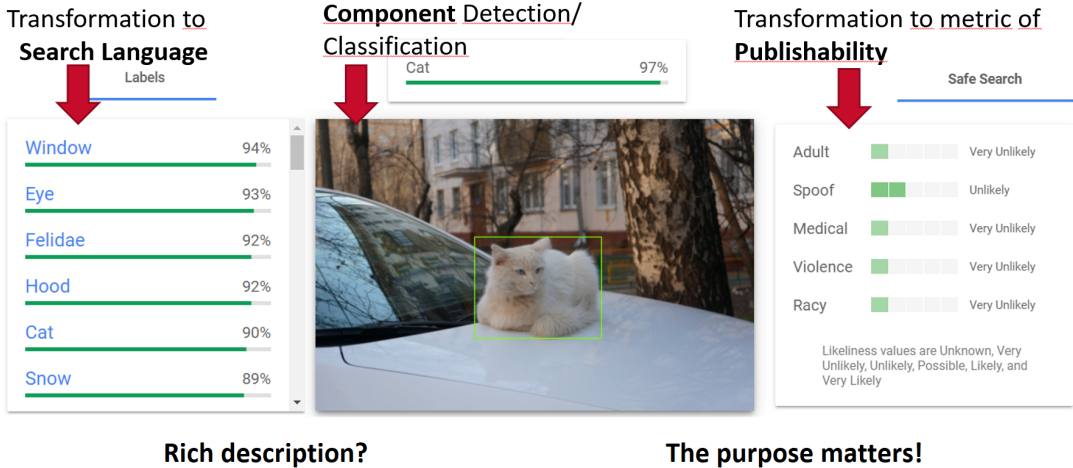 Transformation to
Search Language
Labels
Window 94%
Eye 93%
Felidae 92%
Hood 92%
Cat 90%
Snow 89%
Component Detection/
Classification
Cat 97%
Transformation to metric of
Publishability
Safe Search
Adult Very Unlikely
Spoof Unlikely
Medical Very Unlikely
Violence Very Unlikely
Racy Very Unlikely
Likeliness values are Unknown, Very
Unlikely, Unlikely, Possible, Likely, and
Very Likely
Rich description?
The purpose matters!